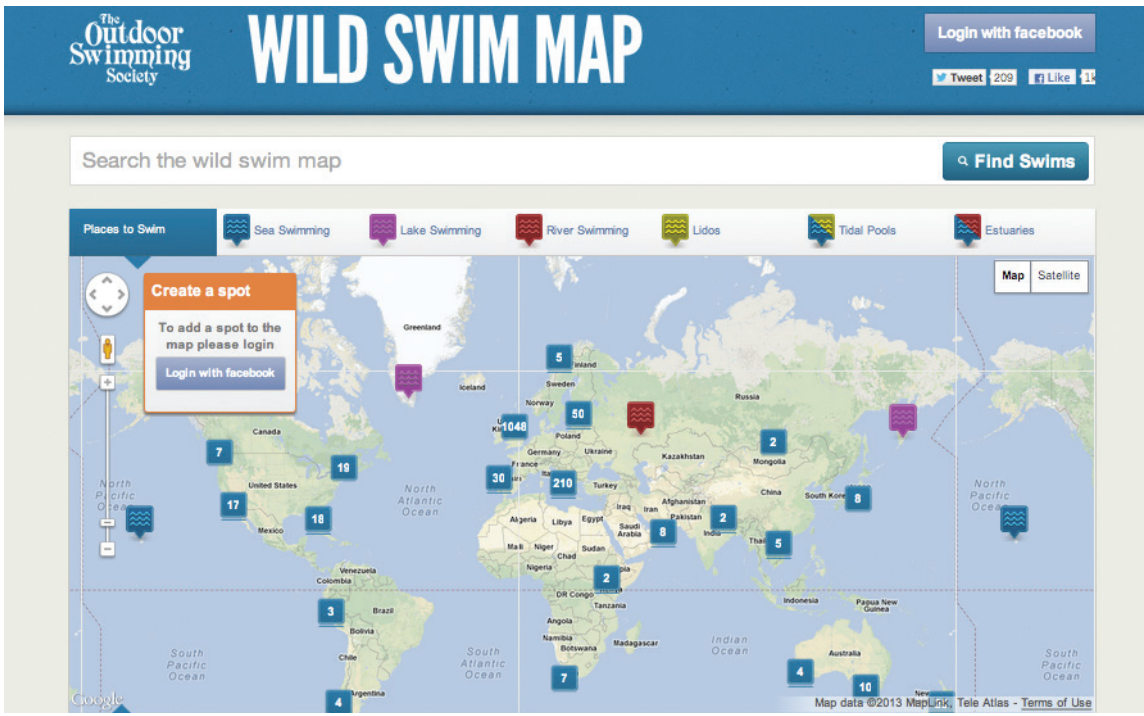 The
Outdoor
Swimming
Society
WILD SWIM MAP
Login with facebook
Tweet 209 Like 1k
Search the wild swim map
Find Swims
Places to Swim
Sea Swimming
Lake Swimming
River Swimming
Lidos
Tidal Pools
Estuaries
Map Satellite
Create a spot
To add a spot to the
map please login
Login with facebook
Greenland
Iceland
5
Sweden
Norway
Russia
50
1048
Poland
Canada
7
Germany
Ukraine
Kazakhstan
2
Mongolia
19
France
30
210
Turkey
United States
North
Pacific
Ocean
North
Atlantic
Ocean
17
18
Mexico
Algeria
Libya
Egypt
Iraq
Iran
Saudi
Arabia
Afghanistan
Pakistan
8
2
India
China
South Korea
8
North
Pacific
Ocean
Mali
Niger
Chad
Sudan
Nigeria
5
Venezuela
Colombia
2
DR Congo
Tanzania
Indonesia
Papua New
Guinea
3
Brazil
Bolivia
Angola
Namibia
Botswana
Madagascar
Indian
Ocean
Australia
South
Pacific
Ocean
Chile
South
Atlantic
Ocean
7
4
10
South
Pacific
Ocean
Argentina
4
New
Google
Map data ©2013 MapLink, Tele Atlas - Terms of Use